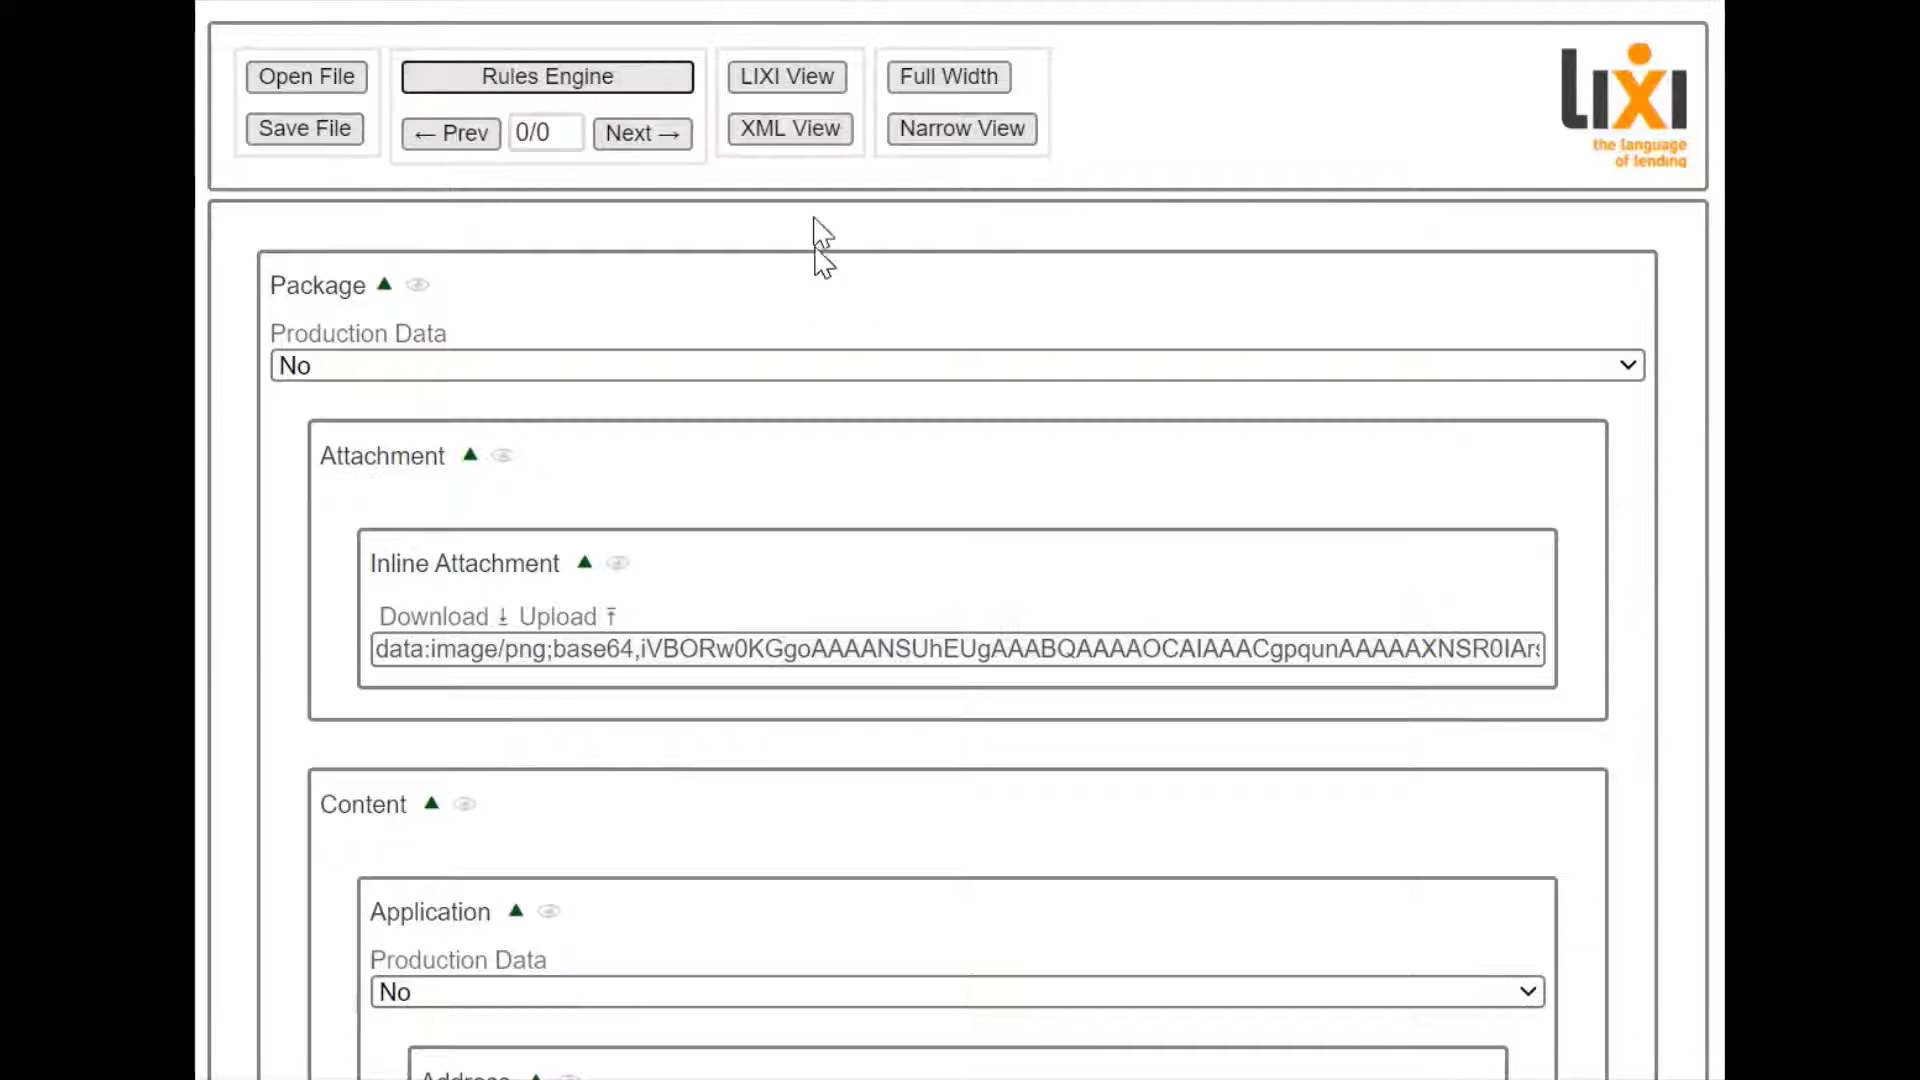 Open File
Rules Engine
LIXI View
Full Width
Save File
← Prev
0/0
Next →
XML View
Narrow View
LIXI
the language
of lending
Package
Production Data
No
Attachment
Inline Attachment
Download Upload
data:image/png;base64,iVBORw0KGgoAAAANSUhEUgAABQAAAAOCAIAAACgpqunAAAAAXNSR0IArs
Content
Application
Production Data
No
Address